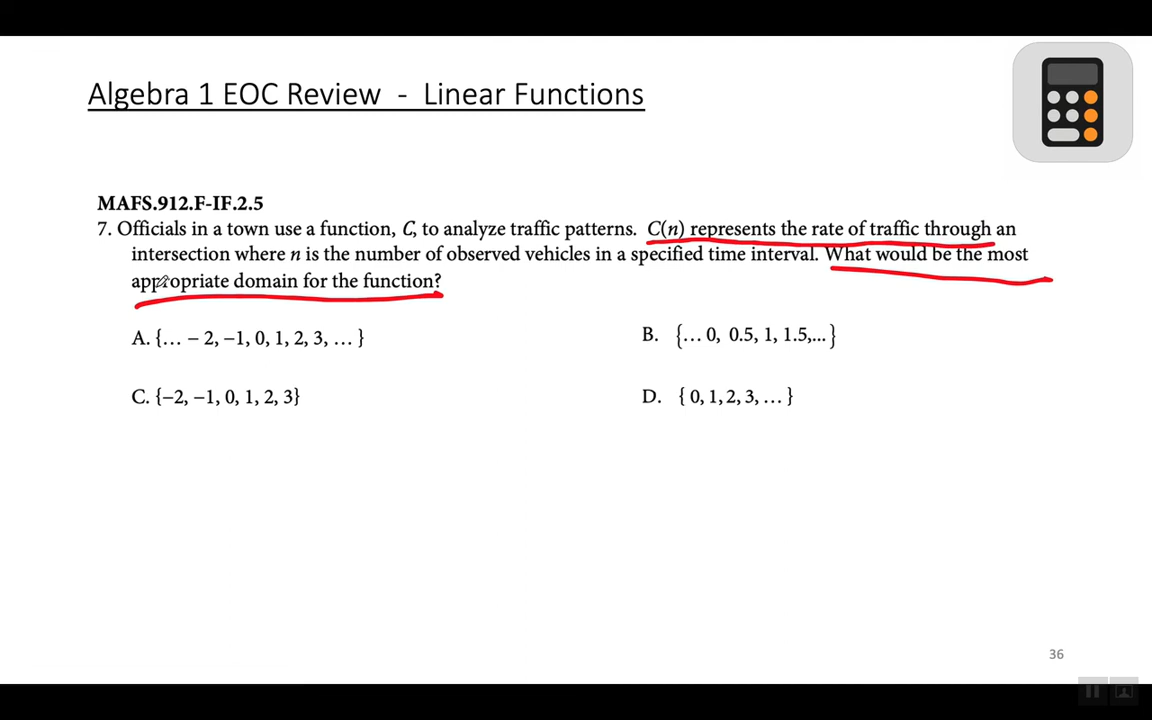 Algebra 1 EOC Review - Linear Functions
MAFS.912.F-IF.2.5
7. Officials in a town use a function, C, to analyze traffic patterns. C(n) represents the rate of traffic through an
intersection where n is the number of observed vehicles in a specified time interval. What would be the most
appropriate domain for the function?
A. {… − 2, −1, 0, 1, 2, 3, … }
B. {… 0, 0.5, 1, 1.5,...}
C. {−2, −1, 0, 1, 2, 3}
D. { 0, 1, 2, 3, … }
36